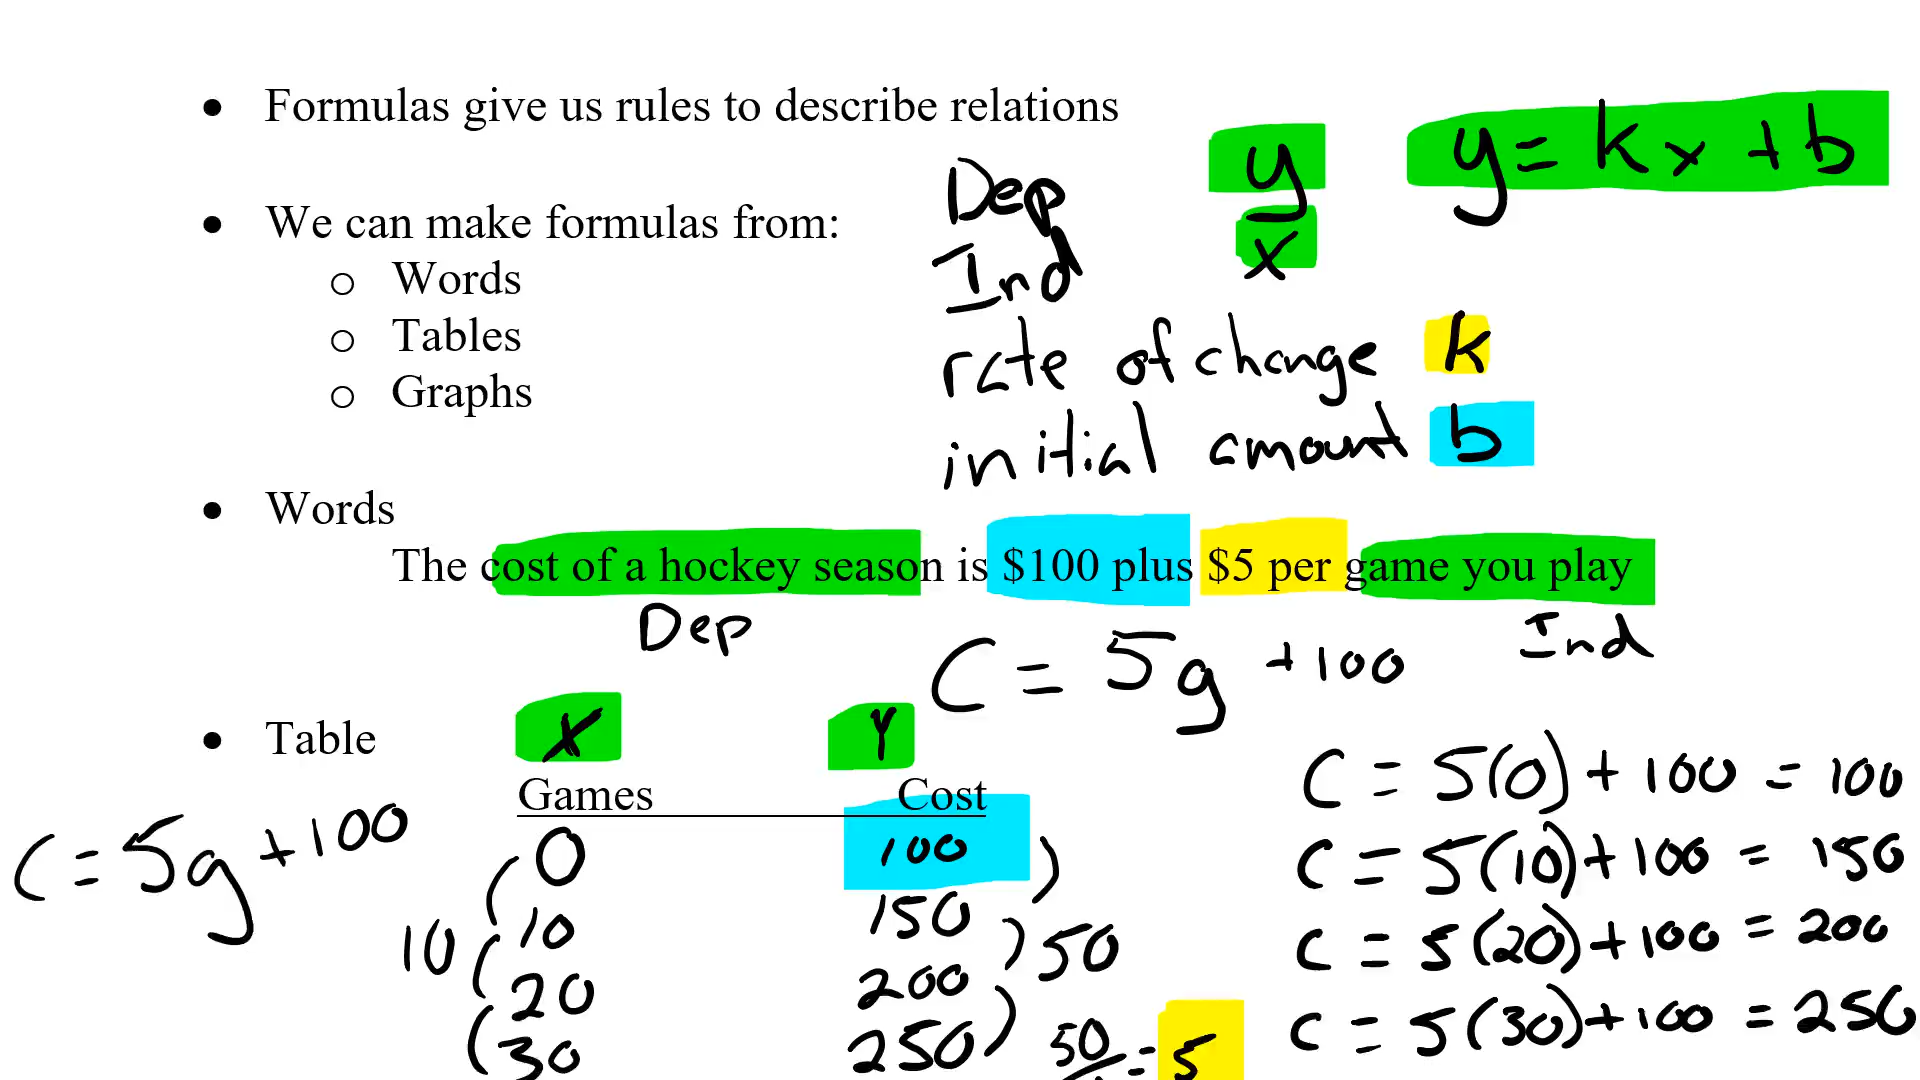 • Formulas give us rules to describe relations
y = kx + b
Dep y
• We can make formulas from:
Ind x
o Words
o Tables
rate of change k
o Graphs
initial amount b
• Words
The cost of a hockey season is $100 plus $5 per game you play
Dep Ind
C = 5g + 100
• Table X Y
Games Cost
C = 5g + 100
0 100
10 150
20 200
30 250
10 50
50 = 5
C = 5(0) + 100 = 100
C = 5(10) + 100 = 150
C = 5(20) + 100 = 200
C = 5(30) + 100 = 250